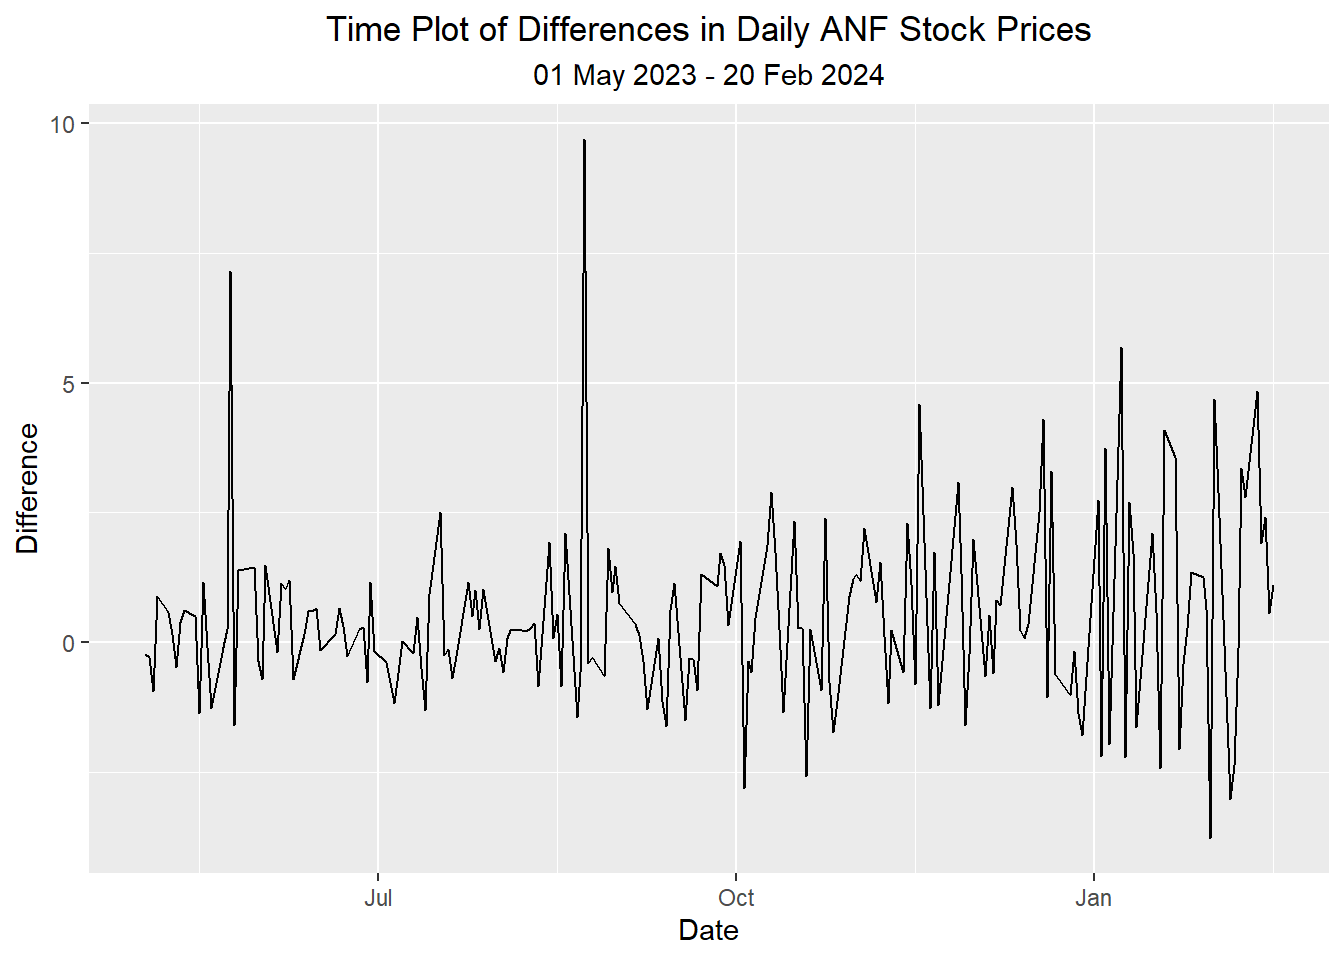 Time Plot of Differences in Daily ANF Stock Prices
01 May 2023 - 20 Feb 2024
10
5
0
Difference
Jul
Oct
Jan
Date